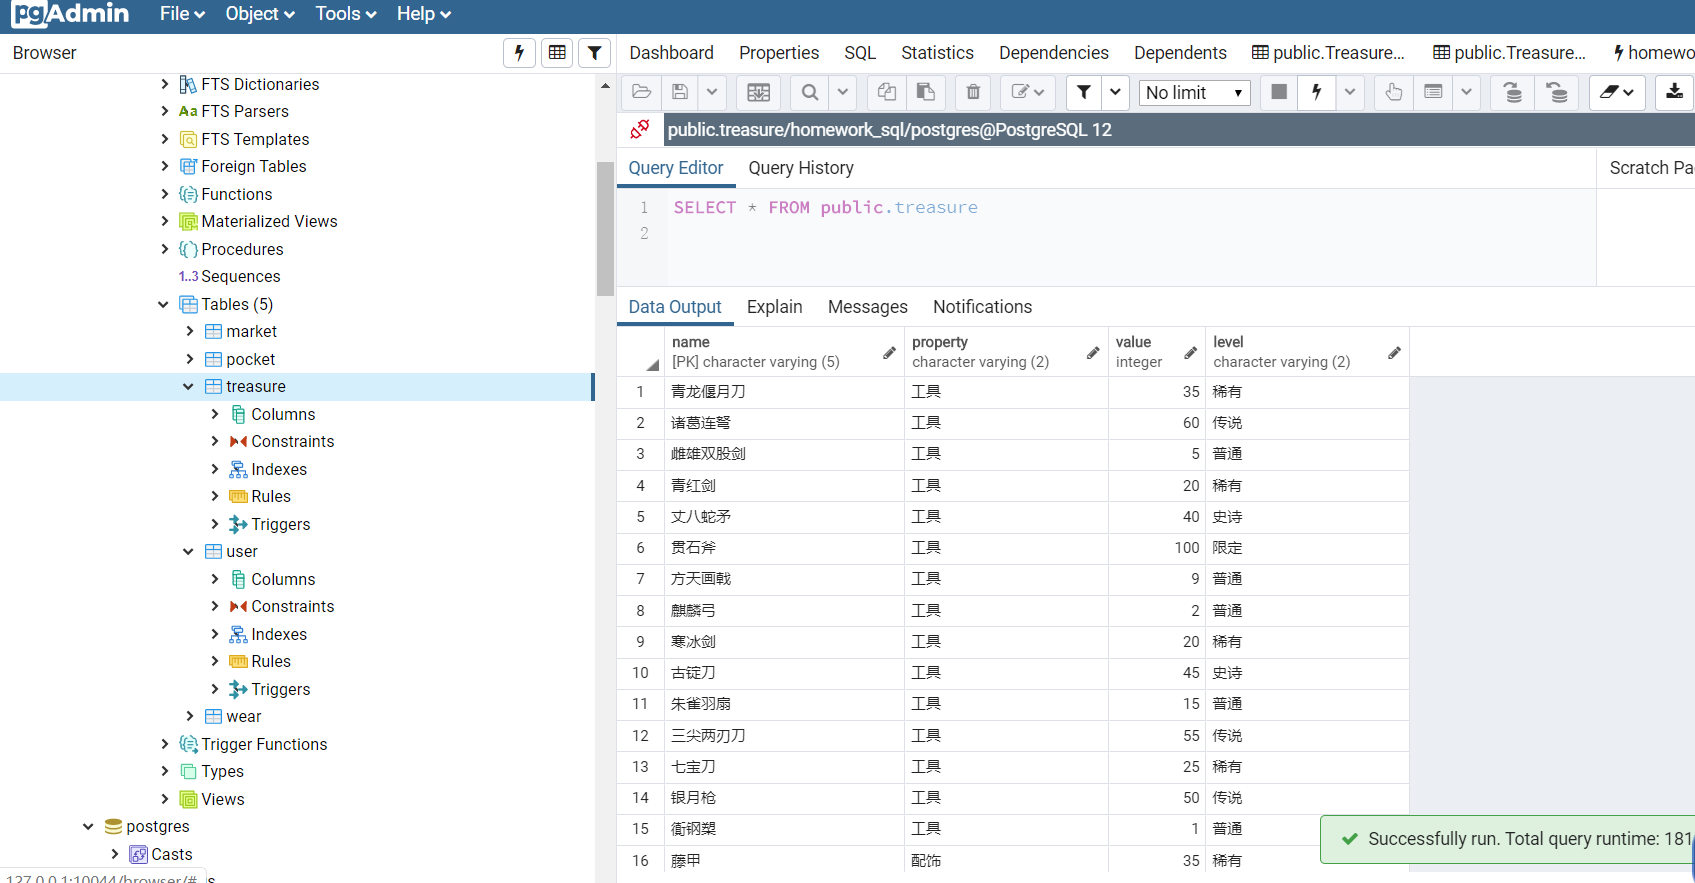 pgAdmin File Object Tools Help
Browser
Dashboard Properties SQL Statistics Dependencies Dependents public.Treasure... public.Treasure... homewo
No limit
public.treasure/homework_sql/postgres@PostgreSQL 12
Query Editor Query History Scratch Pa
1 SELECT * FROM public.treasure
2
Data Output Explain Messages Notifications
name property value level
[PK] character varying (5) character varying (2) integer character varying (2)
1 青龙偃月刀 工具 35 稀有
2 诸葛连弩 工具 60 传说
3 雌雄双股剑 工具 5 普通
4 青红剑 工具 20 稀有
5 丈八蛇矛 工具 40 史诗
6 贯石斧 工具 100 限定
7 方天画戟 工具 9 普通
8 麒麟弓 工具 2 普通
9 寒冰剑 工具 20 稀有
10 古锭刀 工具 45 史诗
11 朱雀羽扇 工具 15 普通
12 三尖两刃刀 工具 55 传说
13 七宝刀 工具 25 稀有
14 银月枪 工具 50 传说
15 衠钢槊 工具 1 普通
16 藤甲 配饰 35 稀有
Successfully run. Total query runtime: 181
FTS Dictionaries
Aa FTS Parsers
FTS Templates
Foreign Tables
Functions
Materialized Views
Procedures
1..3 Sequences
Tables (5)
market
pocket
treasure
Columns
Constraints
Indexes
Rules
Triggers
user
Columns
Constraints
Indexes
Rules
Triggers
wear
Trigger Functions
Types
Views
postgres
Casts
127.0.0.1:10044/browser/#